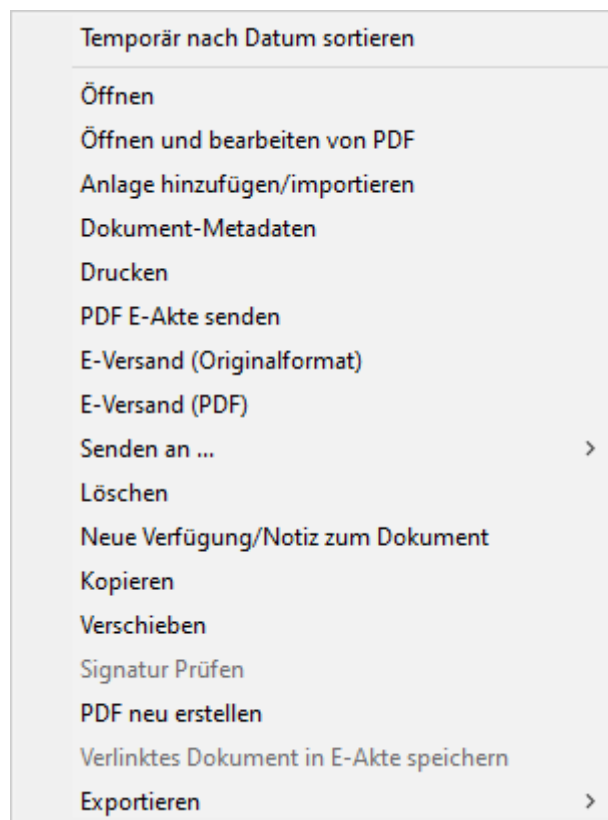 Temporär nach Datum sortieren
Öffnen
Öffnen und bearbeiten von PDF
Anlage hinzufügen/importieren
Dokument-Metadaten
Drucken
PDF E-Akte senden
E-Versand (Originalformat)
E-Versand (PDF)
Senden an ...
Löschen
Neue Verfügung/Notiz zum Dokument
Kopieren
Verschieben
Signatur Prüfen
PDF neu erstellen
Verlinktes Dokument in E-Akte speichern
Exportieren